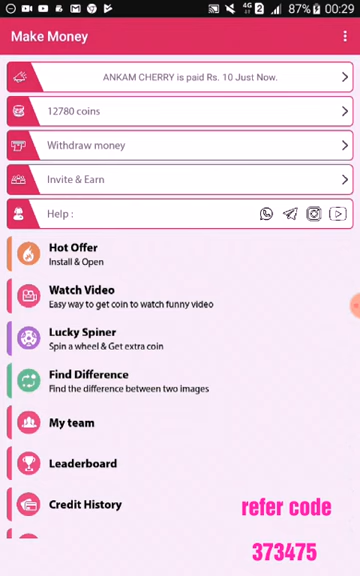 4G 2 87% 00:29
Make Money
ANKAM CHERRY is paid Rs. 10 Just Now.
12780 coins
Withdraw money
Invite & Earn
Help :
Hot Offer
Install & Open
Watch Video
Easy way to get coin to watch funny video
Lucky Spiner
Spin a wheel & Get extra coin
Find Difference
Find the difference between two images
My team
Leaderboard
Credit History
refer code
373475